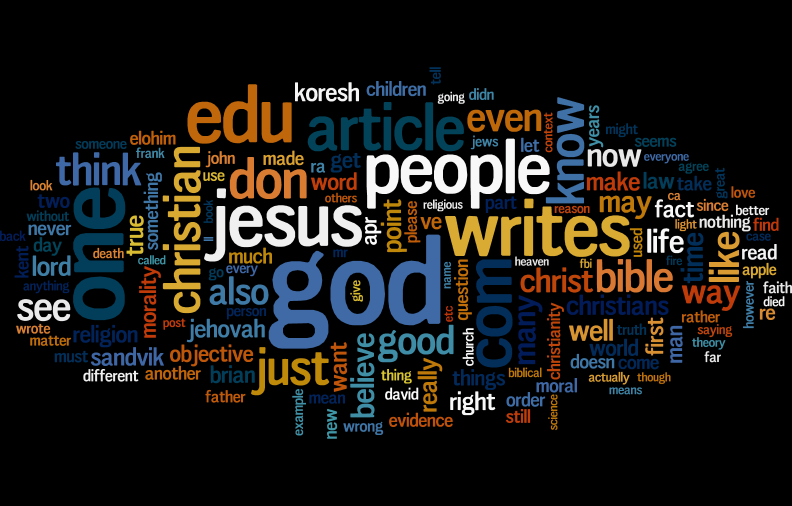 tell
koresh
children
going
didn
edu
article
even
context
know
years
might
seems
someone
elohim
frank
think
john
made
ra
get
people
jews
let
now
everyone
agree
great
look
two
without
never
back
day
kent
lord
anything
one
death
called
true
something
christian
use
book
ll
don
word
others
jesus
apr
point
please
religious
ve
part
reason
writes
make
law
take
ca
love
may
fact
since
better
light
nothing
find
used
life
case
time
like
read
apple
fire
faith
died
however
re
much
mr
go
every
also
person
god
give
name
etc
question
com
heaven
fbi
christ
bible
way
many
christians
rather
saying
theory
far
see
wrote
matter
religion
must
sandvik
different
another
morality
post
jehovah
objective
brian
father
just
want
believe
good
thing
really
church
things
biblical
christianity
well
truth
world
first
man
doesn
come
actually
though
means
moral
david
right
order
still
science
example
mean
new
wrong
evidence